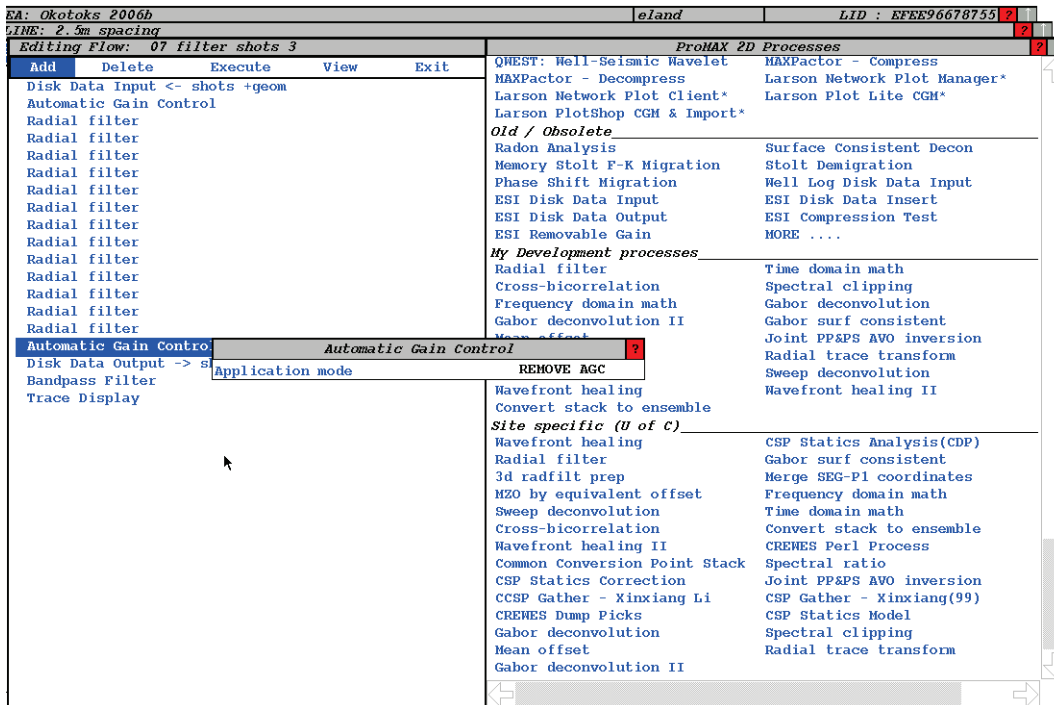 EA: Okotoks 2006b eland LID : EFEE96678755 ?
LINE: 2.5m spacing ?
Editing Flow: 07 filter shots 3
Add Delete Execute View Exit
Disk Data Input <- shots +geom
Automatic Gain Control
Radial filter
Radial filter
Radial filter
Radial filter
Radial filter
Radial filter
Radial filter
Radial filter
Radial filter
Radial filter
Radial filter
Radial filter
Radial filter
Automatic Gain Contro
Disk Data Output -> s
Bandpass Filter
Trace Display
Automatic Gain Control ?
Application mode REMOVE AGC
ProMAX 2D Processes ?
QWEST: Well-Seismic Wavelet MAXPactor - Compress
MAXPactor - Decompress Larson Network Plot Manager*
Larson Network Plot Client* Larson Plot Lite CGM*
Larson PlotShop CGM & Import*
Old / Obsolete
Radon Analysis Surface Consistent Decon
Memory Stolt F-K Migration Stolt Demigration
Phase Shift Migration Well Log Disk Data Input
ESI Disk Data Input ESI Disk Data Insert
ESI Disk Data Output ESI Compression Test
ESI Removable Gain MORE ....
My Development processes
Radial filter Time domain math
Cross-bicorrelation Spectral clipping
Frequency domain math Gabor deconvolution
Gabor deconvolution II Gabor surf consistent
Mean offset Joint PP&PS AVO inversion
Radial trace transform
Sweep deconvolution
Wavefront healing Wavefront healing II
Convert stack to ensemble
Site specific (U of C)
Wavefront healing CSP Statics Analysis(CDP)
Radial filter Gabor surf consistent
3d radfilt prep Merge SEG-P1 coordinates
MZO by equivalent offset Frequency domain math
Sweep deconvolution Time domain math
Cross-bicorrelation Convert stack to ensemble
Wavefront healing II CREWES Perl Process
Common Conversion Point Stack Spectral ratio
CSP Statics Correction Joint PP&PS AVO inversion
CCSP Gather - Xinxiang Li CSP Gather - Xinxiang(99)
CREWES Dump Picks CSP Statics Model
Gabor deconvolution Spectral clipping
Mean offset Radial trace transform
Gabor deconvolution II